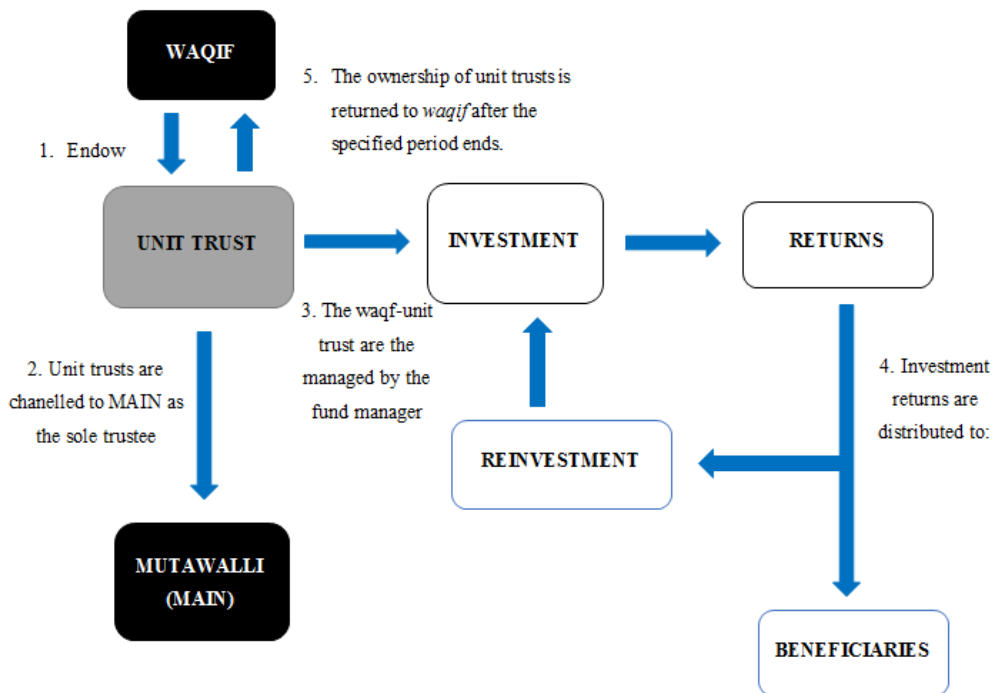 WAQIF
5. The ownership of unit trusts is
returned to waqif after the
specified period ends.
1. Endow
UNIT TRUST
INVESTMENT
RETURNS
3. The waqf-unit
trust are the
managed by the
fund manager
2. Unit trusts are
chanelled to MAIN as
the sole trustee
4. Investment
returns are
distributed to:
REINVESTMENT
MUTAWALLI
(MAIN)
BENEFICIARIES